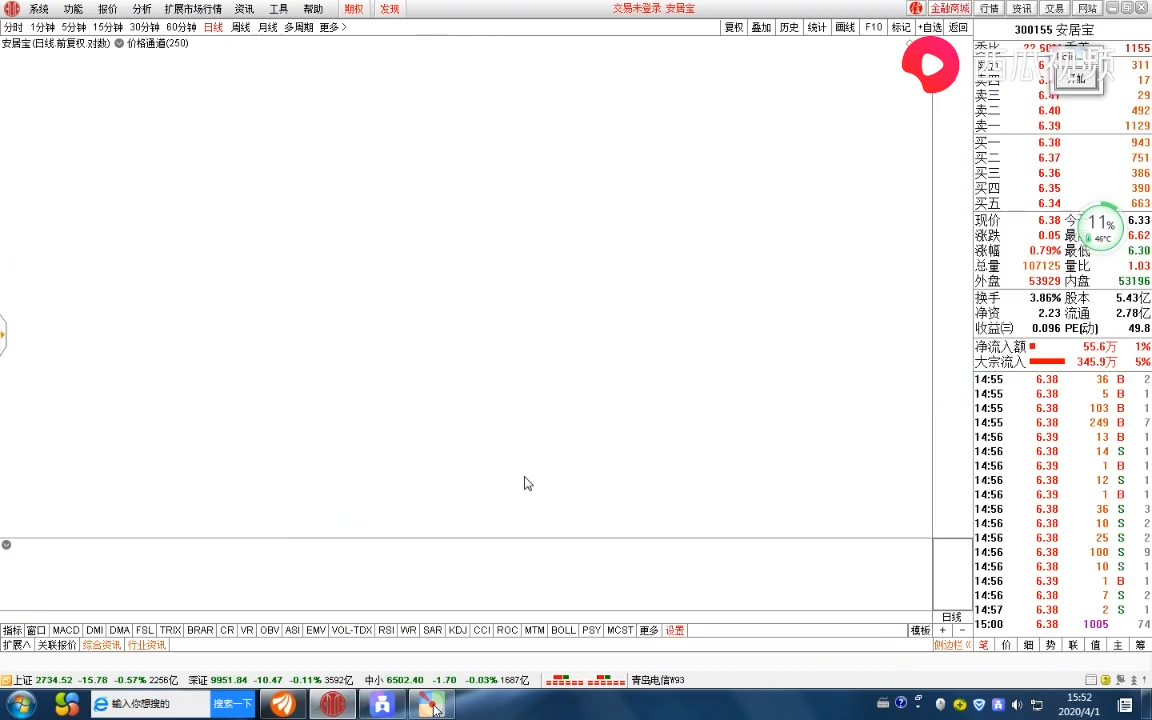 系统 功能 报价 分析 扩展市场行情 资讯 工具 帮助 期权 发现 交易未登录 安居宝 金融商城 行情 资讯 交易 网站
分时 1分钟 5分钟 15分钟 30分钟 60分钟 日线 周线 月线 多周期 更多> 复权 叠加 历史 统计 画线 F10 标记 +自选 返回
安居宝(日线.前复权.对数) 价格通道(250)
300155 安居宝
西瓜视频
开始
1155
311
卖四 17
卖三 6.41 29
卖二 6.40 492
卖一 6.39 1129
买一 6.38 943
买二 6.37 751
买三 6.36 386
买四 6.35 390
买五 6.34 663
现价 6.38 今 6.33
涨跌 0.05 最 6.62
涨幅 0.79% 最低 6.30
总量 107125 量比 1.03
外盘 53929 内盘 53196
11%
46℃
换手 3.86% 股本 5.43亿
净资 2.23 流通 2.78亿
收益㈢ 0.096 PE(动) 49.8
净流入额 55.6万 1%
大宗流入 345.9万 5%
14:55 6.38 36 B 2
14:55 6.38 5 B 1
14:55 6.38 103 B 1
14:55 6.38 249 B 7
14:56 6.39 13 B 1
14:56 6.38 14 S 1
14:56 6.39 1 B 1
14:56 6.38 12 S 1
14:56 6.39 1 B 1
14:56 6.38 36 S 3
14:56 6.38 10 S 2
14:56 6.38 25 S 2
14:56 6.38 100 S 9
14:56 6.38 10 S 1
14:56 6.39 1 B 1
14:56 6.38 7 S 2
14:57 6.38 2 S 1
15:00 6.38 1005 74
日线
指标 窗口 MACD DMI DMA FSL TRIX BRAR CR VR OBV ASI EMV VOL-TDX RSI WR SAR KDJ CCI ROC MTM BOLL PSY MCST 更多 设置 模板 + -
扩展∧ 关联报价 综合资讯 行业资讯 侧边栏《 笔 价 细 势 联 值 主 筹
上证 2734.52 -15.78 -0.57% 2256亿 深证 9951.84 -10.47 -0.11% 3592亿 中小 6502.40 -1.70 -0.03% 1687亿 青岛电信W93
输入你想搜的 搜索一下
15:52
2020/4/1